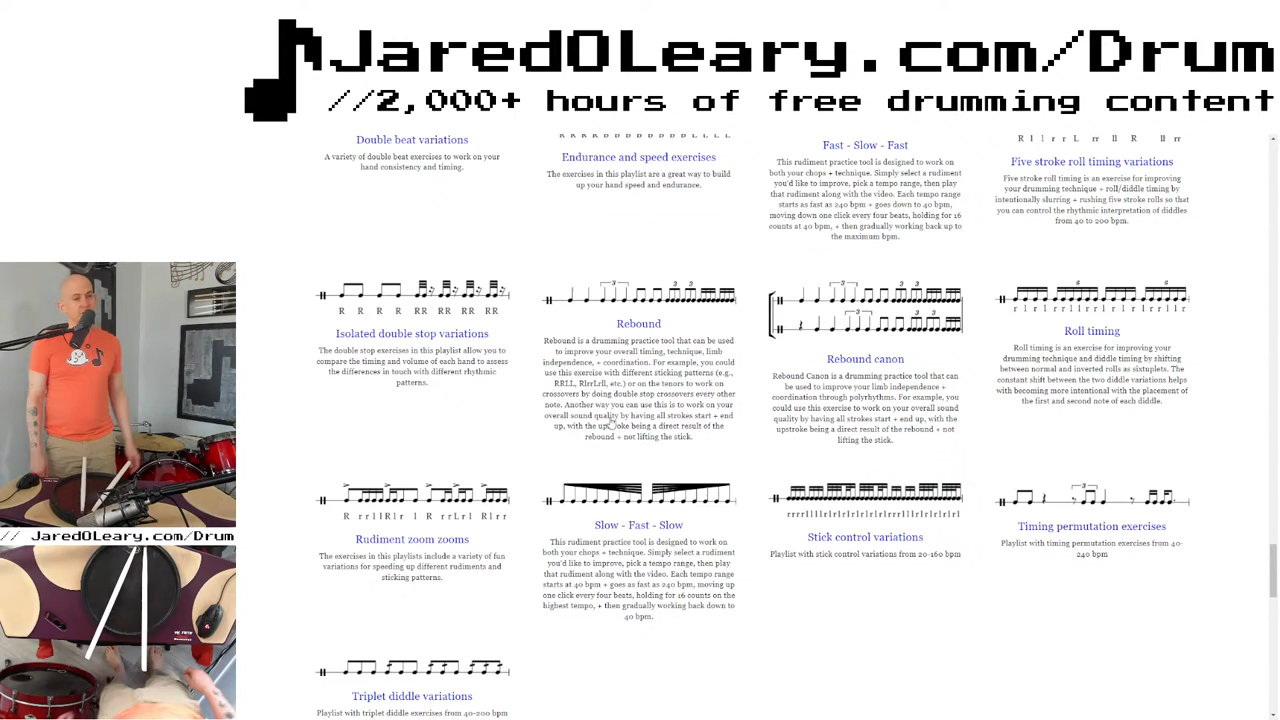 JaredOLeary.com/Drum
//2,000+ hours of free drumming content
Double beat variations
A variety of double beat exercises to work on your
hand consistency and timing.
R R R R D D D D D D D D L L L L
Endurance and speed exercises
The exercises in this playlist are a great way to build
up your hand speed and endurance.
Fast - Slow - Fast
This rudiment practice tool is designed to work on
both your chops + technique. Simply select a rudiment
you'd like to improve, pick a tempo range, then play
that rudiment along with the video. Each tempo range
starts as fast as 240 bpm + goes down to 40 bpm,
moving down one click every four beats, holding for 16
counts at 40 bpm, + then gradually working back up to
the maximum bpm.
R l l r r L rr ll R ll rr
Five stroke roll timing variations
Five stroke roll timing is an exercise for improving
your drumming technique + roll/diddle timing by
intentionally slurring + rushing five stroke rolls so
that you can control the rhythmic interpretation of diddles
from 40 to 200 bpm.
R R R R RR RR RR RR
Isolated double stop variations
The double stop exercises in this playlist allow you to
compare the timing and volume of each hand to assess
the differences in touch with different rhythmic
patterns.
3 3 3
Rebound
Rebound is a drumming practice tool that can be used
to improve your overall timing, technique, limb
independence, + coordination. For example, you could
use this exercise with different sticking patterns (e.g.,
RRLL, RlrrLrll, etc.) or on the tenors to work on
crossovers by doing double stop crossovers every other
note. Another way you can use this is to work on your
overall sound quality by having all strokes start + end
up, with the upstroke being a direct result of the
rebound + not lifting the stick.
3 3 3
3 3 3
Rebound canon
Rebound Canon is a drumming practice tool that can
be used to improve your limb independence +
coordination through polyrhythms. For example, you
could use this exercise to work on your overall sound
quality by having all strokes start + end up, with the
upstroke being a direct result of the rebound + not
lifting the stick.
6 6 6
r l r l r l r l r l r l r l r l r l
Roll timing
Roll timing is an exercise for improving your
drumming technique and diddle timing by shifting
between normal and inverted rolls as sixtuplets. The
constant shift between the two diddle variations helps
with becoming more intentional with the placement of
the first and second note of each diddle.
R r r l l R l r l R r r L r l R l r r
Rudiment zoom zooms
The exercises in this playlists include a variety of fun
variations for speeding up different rudiments and
sticking patterns.
Slow - Fast - Slow
This rudiment practice tool is designed to work on
both your chops + technique. Simply select a rudiment
you'd like to improve, pick a tempo range, then play
that rudiment along with the video. Each tempo range
starts at 40 bpm + goes as fast as 240 bpm, moving up
one click every four beats, holding for 16 counts on the
highest tempo, + then gradually working back down to
40 bpm.
Stick control variations
Playlist with stick control variations from 20-160 bpm
3
Timing permutation exercises
Playlist with timing permutation exercises from 40-
240 bpm
Triplet diddle variations
Playlist with triplet diddle exercises from 40-200 bpm
// JaredOLeary.com/Drum